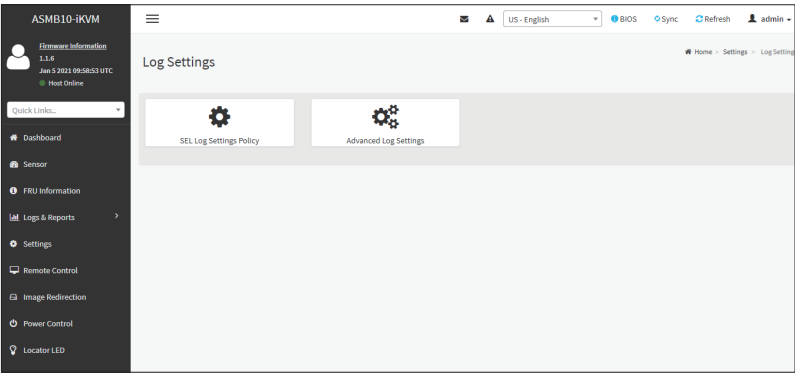 ASMB10-iKVM
Firmware Information
1.1.6
Jan 5 2021 09:58:53 UTC
Host Online
Quick Links...
Dashboard
Sensor
FRU Information
Logs & Reports
Settings
Remote Control
Image Redirection
Power Control
Locator LED
US - English
BIOS
Sync
Refresh
admin
Log Settings
Home > Settings > Log Setting
SEL Log Settings Policy
Advanced Log Settings